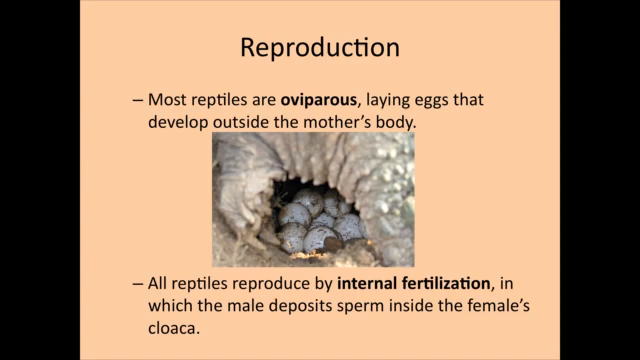 Reproduction
– Most reptiles are oviparous, laying eggs that
develop outside the mother’s body.
– All reptiles reproduce by internal fertilization, in
which the male deposits sperm inside the female’s
cloaca.